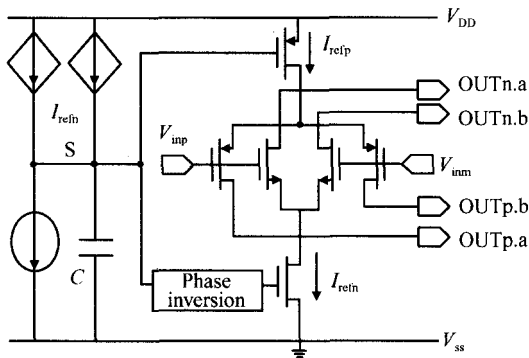 V_DD
I_refp
OUTn.a
OUTn.b
I_refn
S
V_inp
V_inm
OUTp.b
OUTp.a
C
Phase
inversion
I_refn
V_ss